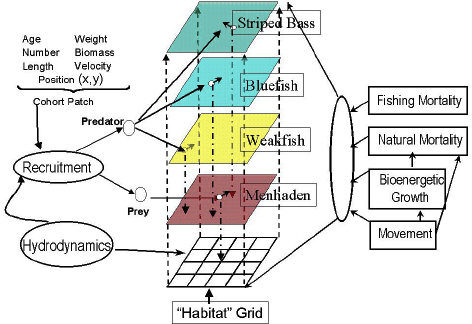 Age Weight
Number Biomass
Length Velocity
Position (x,y)
Cohort Patch
Predator
Recruitment
Prey
Hydrodynamics
Striped Bass
Bluefish
Weakfish
Menhaden
"Habitat" Grid
Fishing Mortality
Natural Mortality
Bioenergetic
Growth
Movement